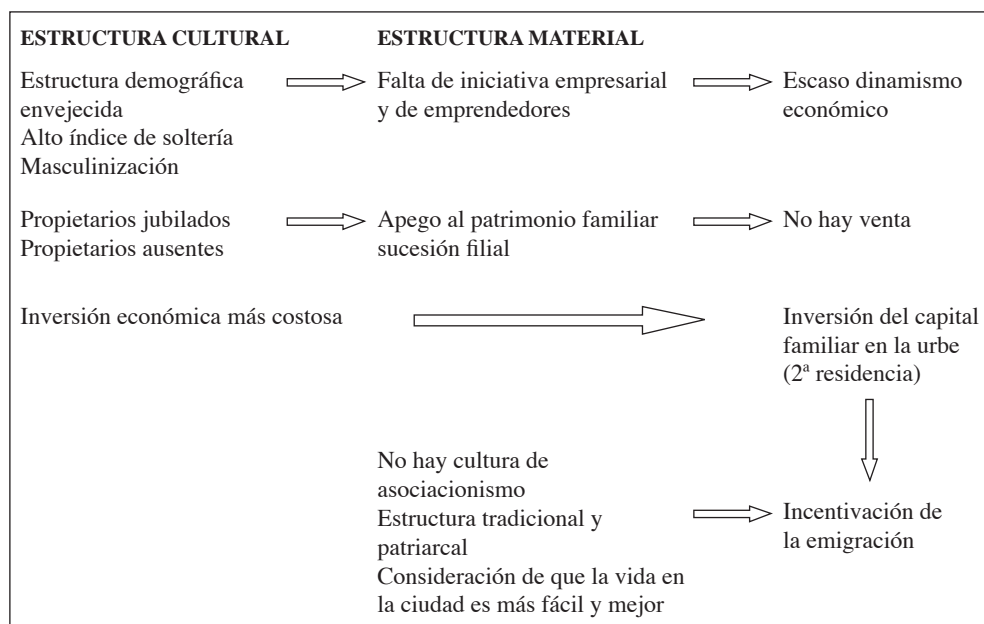 ESTRUCTURA CULTURAL
ESTRUCTURA MATERIAL
Estructura demográfica
envejecida
Alto índice de soltería
Masculinización
Falta de iniciativa empresarial
y de emprendedores
Escaso dinamismo
económico
Propietarios jubilados
Propietarios ausentes
Apego al patrimonio familiar
sucesión filial
No hay venta
Inversión económica más costosa
Inversión del capital
familiar en la urbe
(2ª residencia)
No hay cultura de
asociacionismo
Estructura tradicional y
patriarcal
Consideración de que la vida en
la ciudad es más fácil y mejor
Incentivación de
la emigración